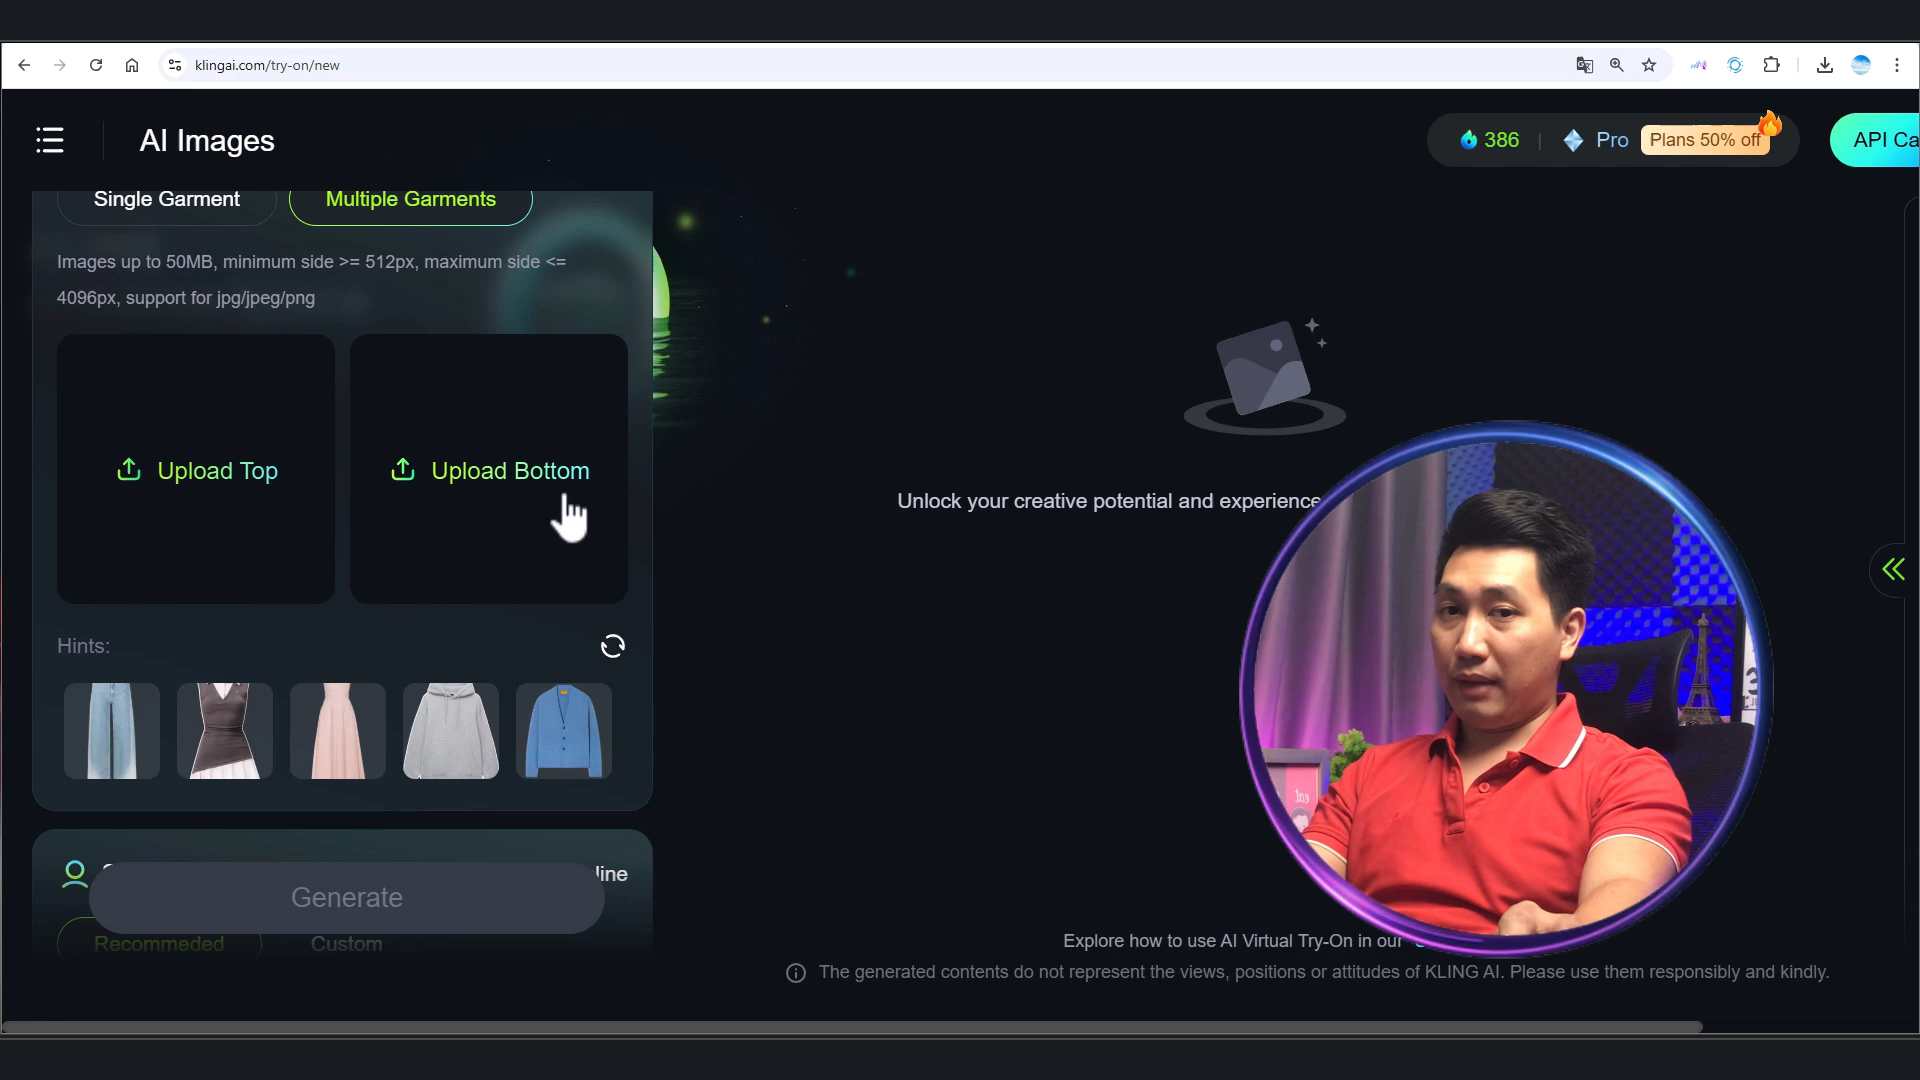 klingai.com/try-on/new
AI Images
386
Pro
Plans 50% off
API Ca
Single Garment
Multiple Garments
Images up to 50MB, minimum side >= 512px, maximum side <=
4096px, support for jpg/jpeg/png
Upload Top
Upload Bottom
Unlock your creative potential and experience
Hints:
line
Generate
Recommeded
Custom
Explore how to use AI Virtual Try-On in our
The generated contents do not represent the views, positions or attitudes of KLING AI. Please use them responsibly and kindly.